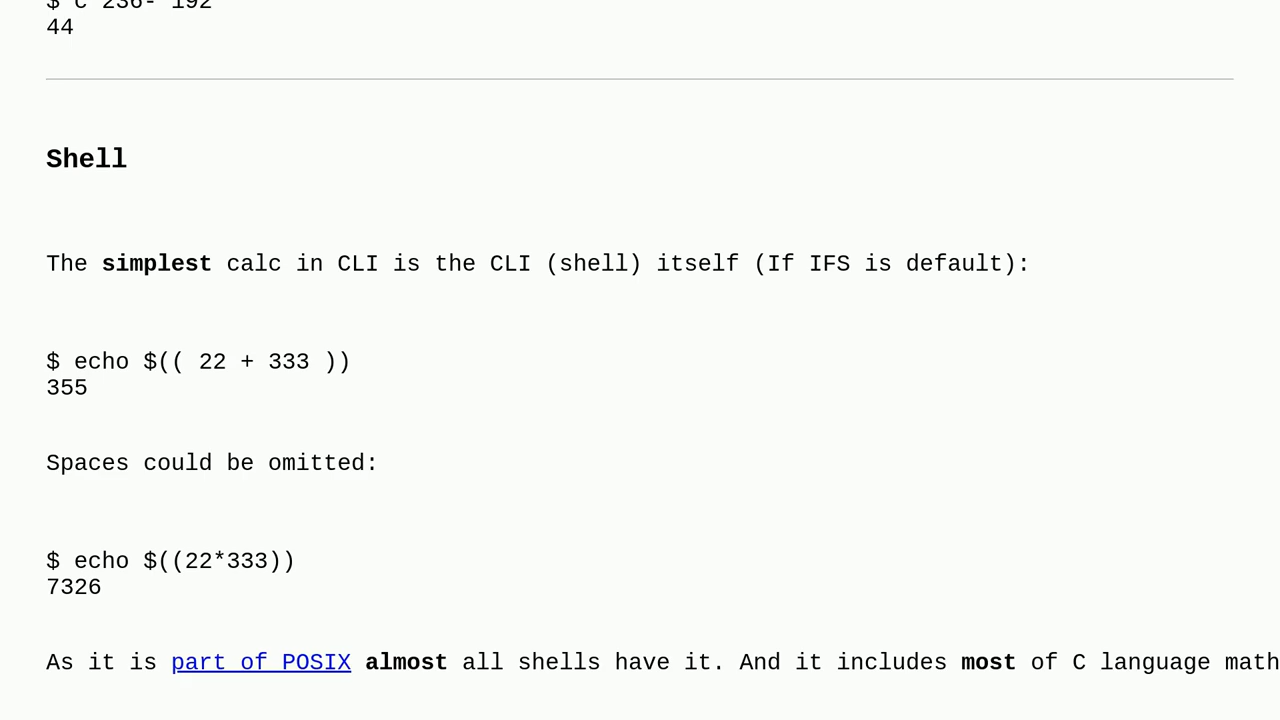 $ c 236- 192
44
Shell
The simplest calc in CLI is the CLI (shell) itself (If IFS is default):
$ echo $(( 22 + 333 ))
355
Spaces could be omitted:
$ echo $((22*333))
7326
As it is part of POSIX almost all shells have it. And it includes most of C language math